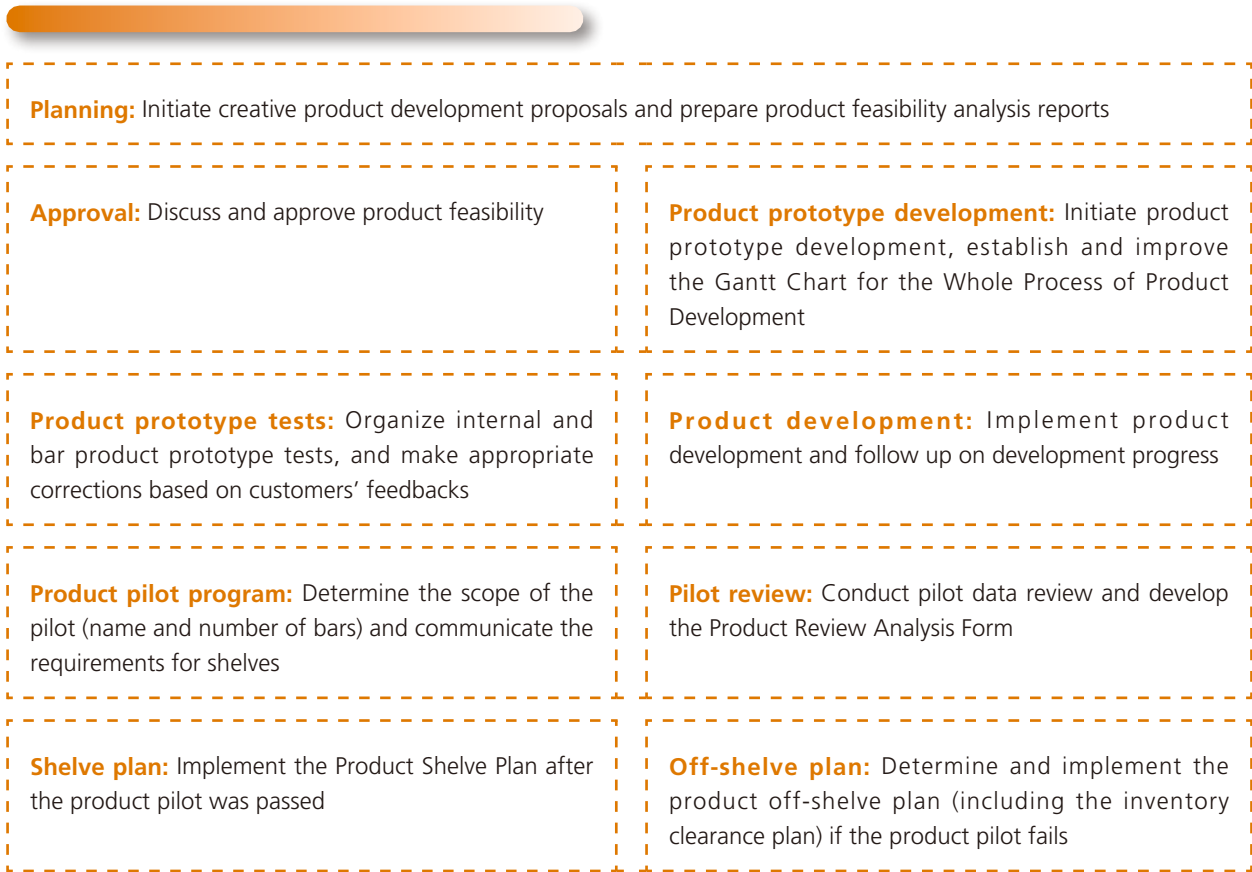 Planning: Initiate creative product development proposals and prepare product feasibility analysis reports
Approval: Discuss and approve product feasibility
Product prototype development: Initiate product
prototype development, establish and improve
the Gantt Chart for the Whole Process of Product
Development
Product prototype tests: Organize internal and
bar product prototype tests, and make appropriate
corrections based on customers’ feedbacks
Product development: Implement product
development and follow up on development progress
Product pilot program: Determine the scope of the
pilot (name and number of bars) and communicate the
requirements for shelves
Pilot review: Conduct pilot data review and develop
the Product Review Analysis Form
Shelve plan: Implement the Product Shelve Plan after
the product pilot was passed
Off-shelve plan: Determine and implement the
product off-shelve plan (including the inventory
clearance plan) if the product pilot fails